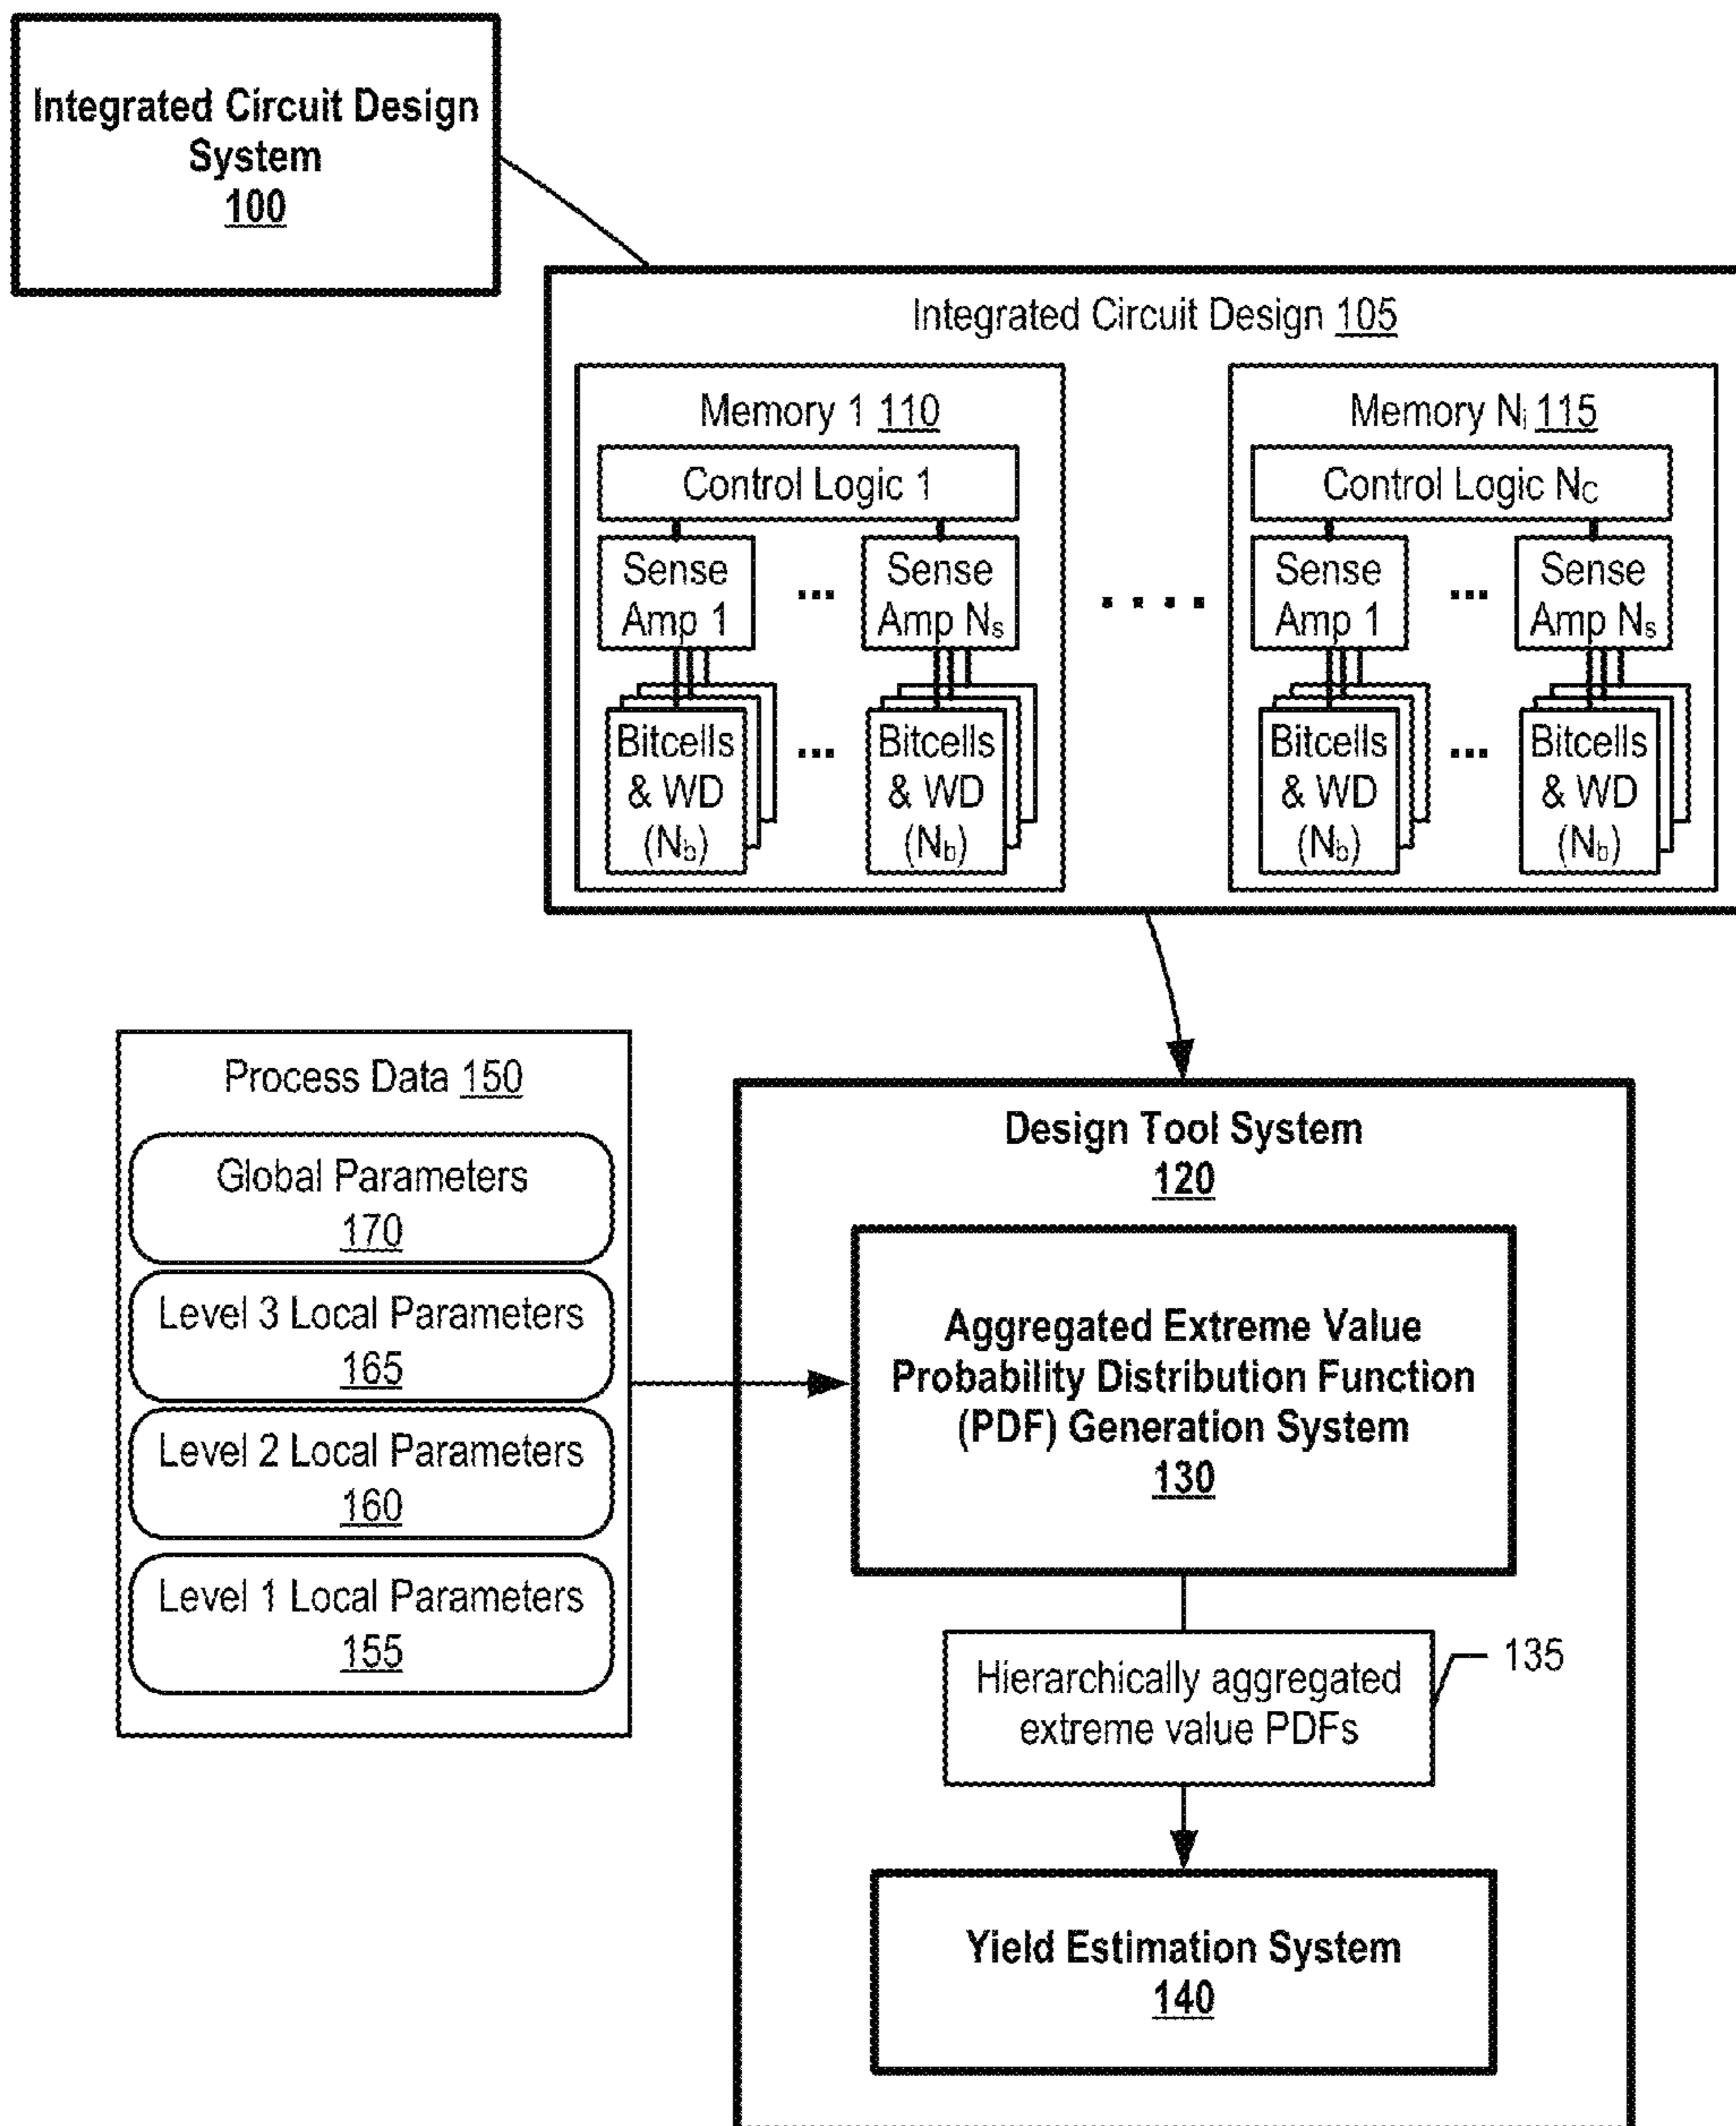 Integrated Circuit Design
System
100
Integrated Circuit Design 105
Memory 1 110
Memory Ni 115
Control Logic 1
Control Logic NC
Sense
Amp 1
...
Sense
Amp Ns
....
Sense
Amp 1
...
Sense
Amp Ns
Bitcells
& WD
(Nb)
...
Bitcells
& WD
(Nb)
Bitcells
& WD
(Nb)
...
Bitcells
& WD
(Nb)
Process Data 150
Global Parameters
170
Level 3 Local Parameters
165
Level 2 Local Parameters
160
Level 1 Local Parameters
155
Design Tool System
120
Aggregated Extreme Value
Probability Distribution Function
(PDF) Generation System
130
Hierarchically aggregated
extreme value PDFs
135
Yield Estimation System
140